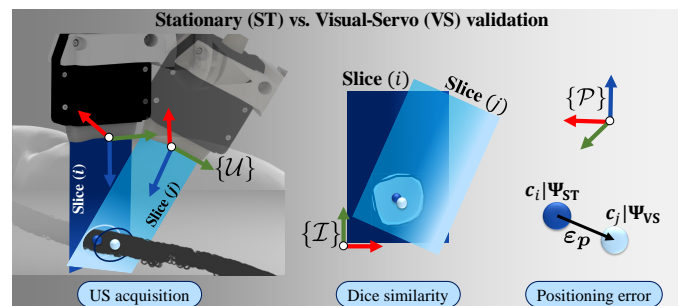 Stationary (ST) vs. Visual-Servo (VS) validation
Slice (i)
Slice (j)
{𝒰}
US acquisition
Slice (i)
Slice (j)
{ℐ}
Dice similarity
{𝒫}
c_i|Ψ_ST
c_j|Ψ_VS
ε_p
Positioning error